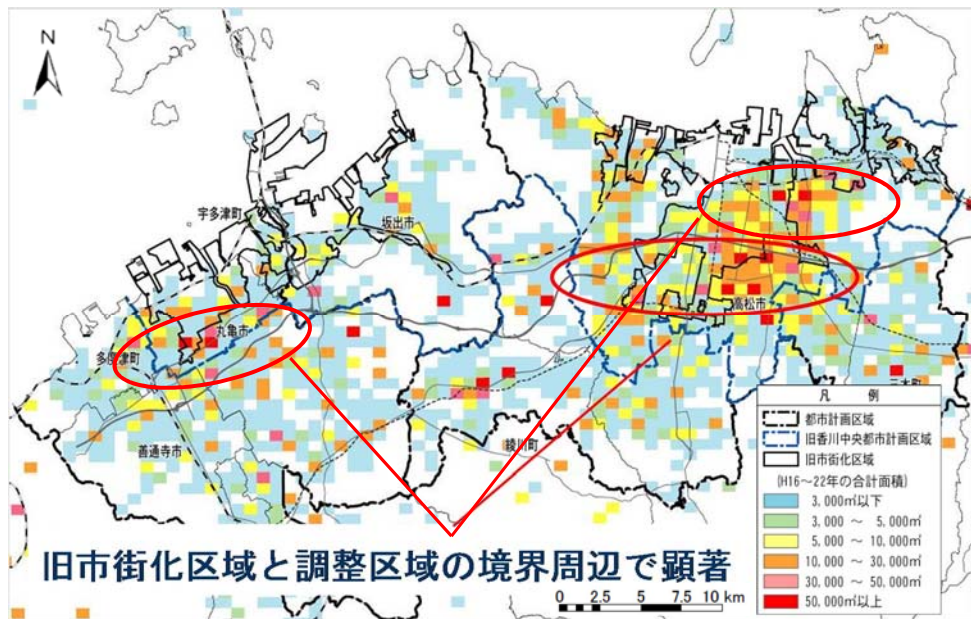 N
宇多津町
坂出市
高松市
丸亀市
多度津町
三木町
善通寺市
綾川町
凡 例
都市計画区域
旧香川中央都市計画区域
旧市街化区域
(H16~22年の合計面積)
3,000㎡以下
3,000 ~ 5,000㎡
5,000 ~ 10,000㎡
10,000 ~ 30,000㎡
30,000 ~ 50,000㎡
50,000㎡以上
旧市街化区域と調整区域の境界周辺で顕著
0 2.5 5 7.5 10 km